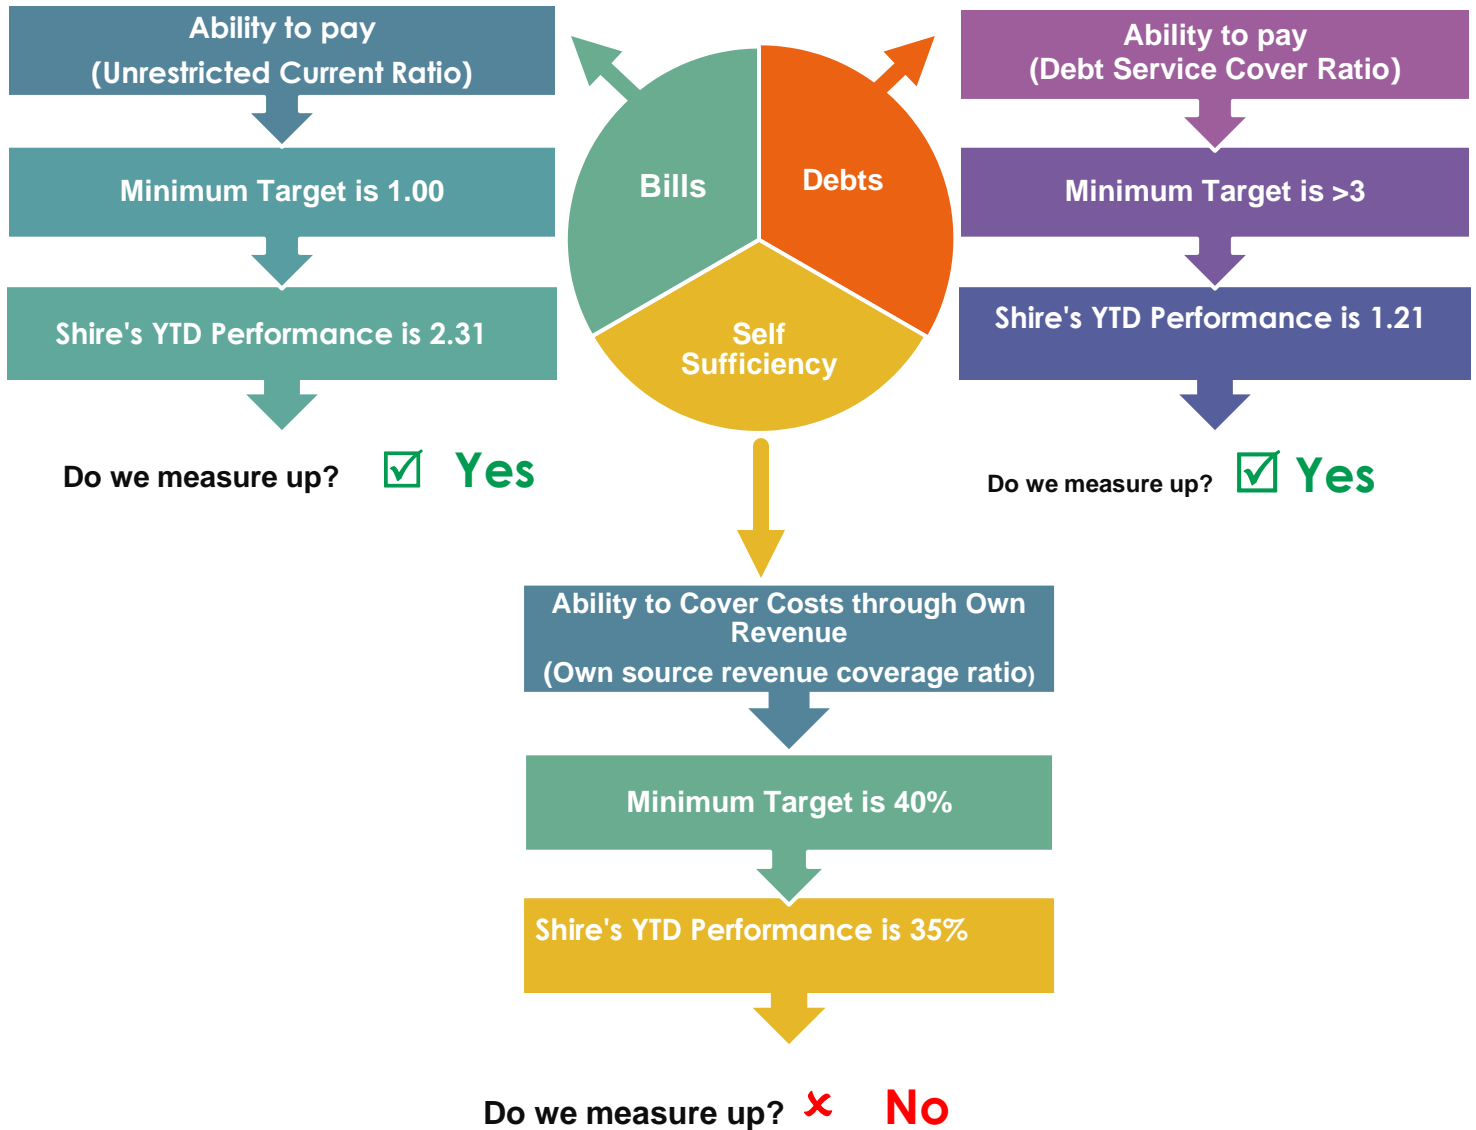 Ability to pay
(Unrestricted Current Ratio)
Minimum Target is 1.00
Shire's YTD Performance is 2.31
Do we measure up? ☑ Yes
Bills
Debts
Self
Sufficiency
Ability to pay
(Debt Service Cover Ratio)
Minimum Target is >3
Shire's YTD Performance is 1.21
Do we measure up? ☑ Yes
Ability to Cover Costs through Own
Revenue
(Own source revenue coverage ratio)
Minimum Target is 40%
Shire's YTD Performance is 35%
Do we measure up? ✘ No